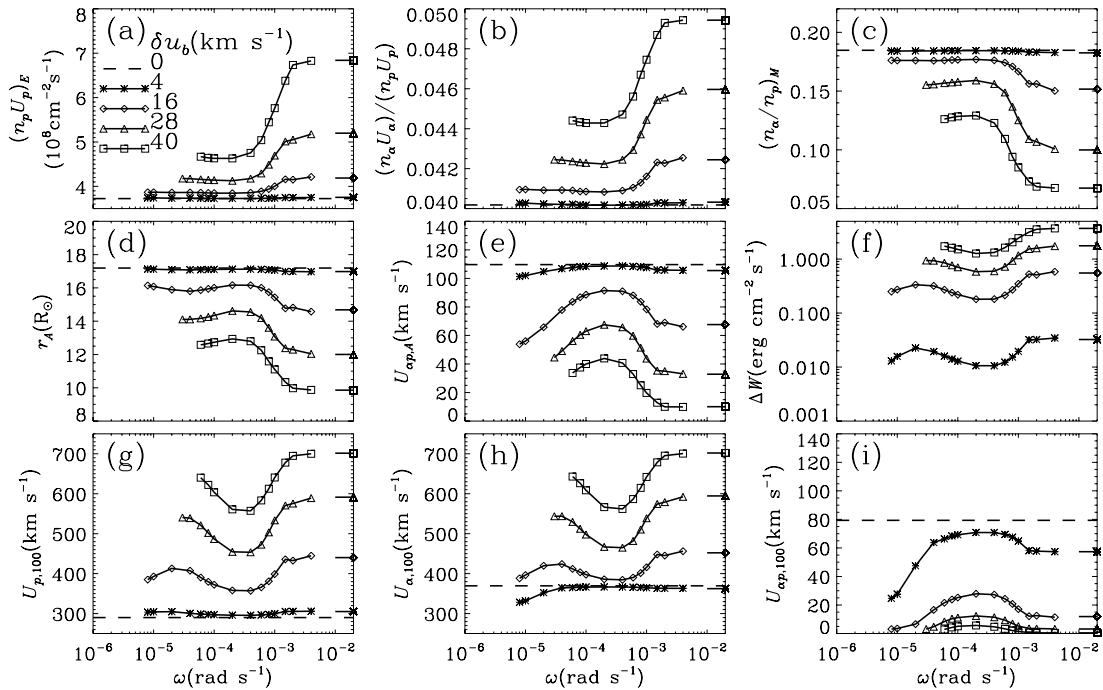 (a)
δu_b(km s⁻¹)
0
4
16
28
40
(n_pU_p)_E
(10⁸cm⁻²s⁻¹)
8
7
6
5
4
(b)
(n_αU_α)/(n_pU_p)
0.050
0.048
0.046
0.044
0.042
0.040
(c)
(n_α/n_p)_M
0.20
0.15
0.10
0.05
(d)
r_A(R_⊙)
20
18
16
14
12
10
8
(e)
U_αp,A(km s⁻¹)
140
120
100
80
60
40
20
0
(f)
ΔW(erg cm⁻² s⁻¹)
1.000
0.100
0.010
0.001
(g)
U_p,100(km s⁻¹)
700
600
500
400
300
10⁻⁶ 10⁻⁵ 10⁻⁴ 10⁻³ 10⁻²
ω(rad s⁻¹)
(h)
U_α,100(km s⁻¹)
700
600
500
400
300
10⁻⁶ 10⁻⁵ 10⁻⁴ 10⁻³ 10⁻²
ω(rad s⁻¹)
(i)
U_αp,100(km s⁻¹)
140
120
100
80
60
40
20
0
10⁻⁶ 10⁻⁵ 10⁻⁴ 10⁻³ 10⁻²
ω(rad s⁻¹)